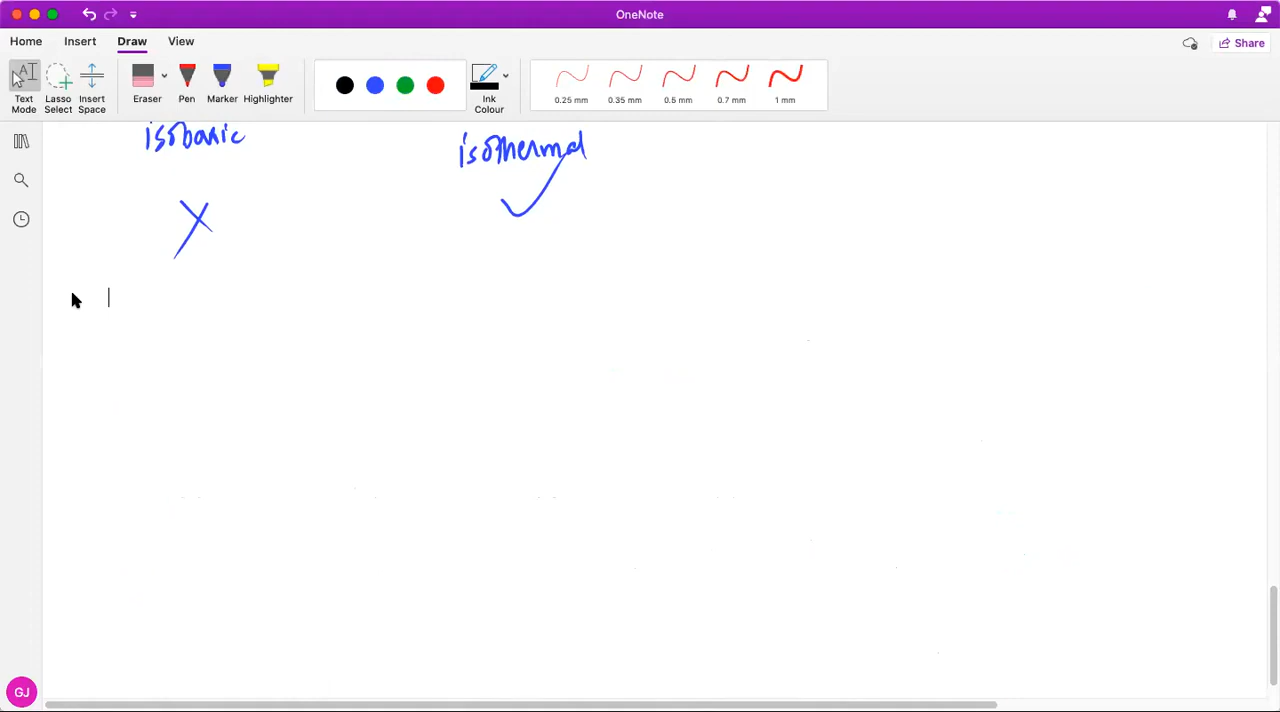 OneNote
Home Insert Draw View
Share
Text Mode
Lasso Select
Insert Space
Eraser
Pen
Marker
Highlighter
Ink Colour
0.25 mm
0.35 mm
0.5 mm
0.7 mm
1 mm
isobaric
isothermal
GJ